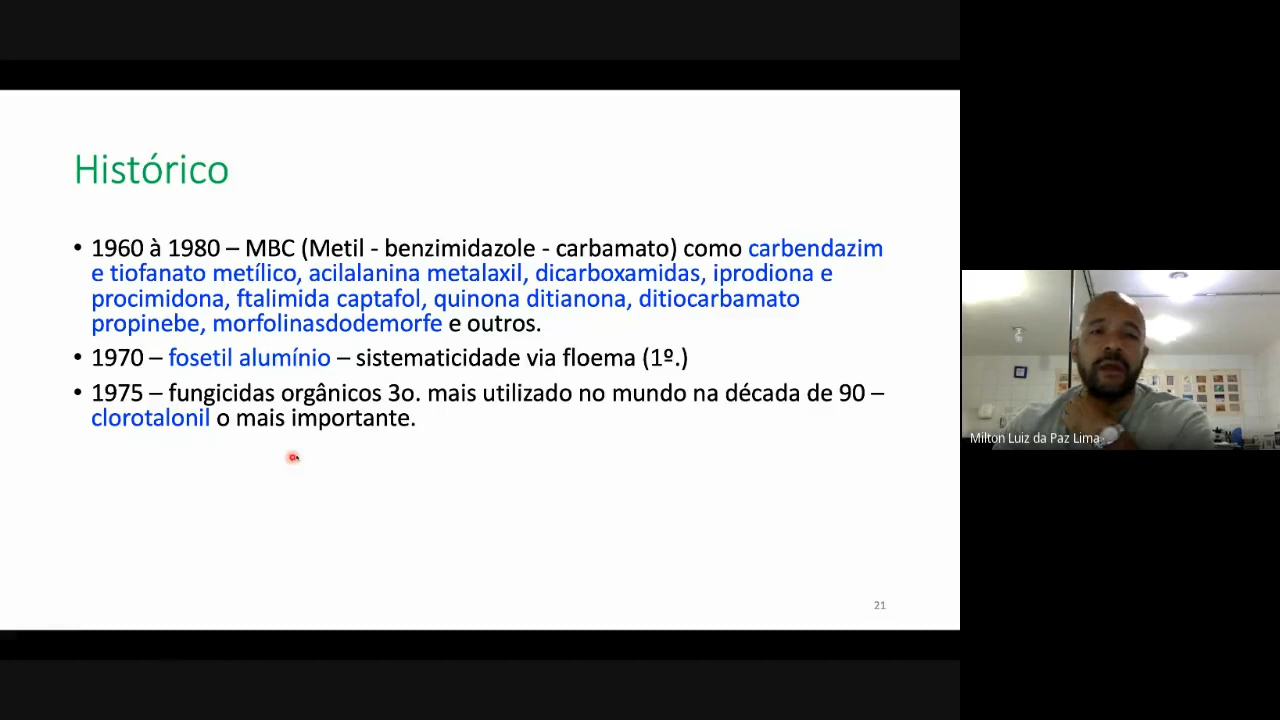 Histórico
• 1960 à 1980 – MBC (Metil - benzimidazole - carbamato) como carbendazim
e tiofanato metílico, acilalanina metalaxil, dicarboxamidas, iprodiona e
procimidona, ftalimida captafol, quinona ditianona, ditiocarbamato
propinebe, morfolinasdodemorfe e outros.
• 1970 – fosetil alumínio – sistematicidade via floema (1º.)
• 1975 – fungicidas orgânicos 3o. mais utilizado no mundo na década de 90 –
clorotalonil o mais importante.
21
Milton Luiz da Paz Lima